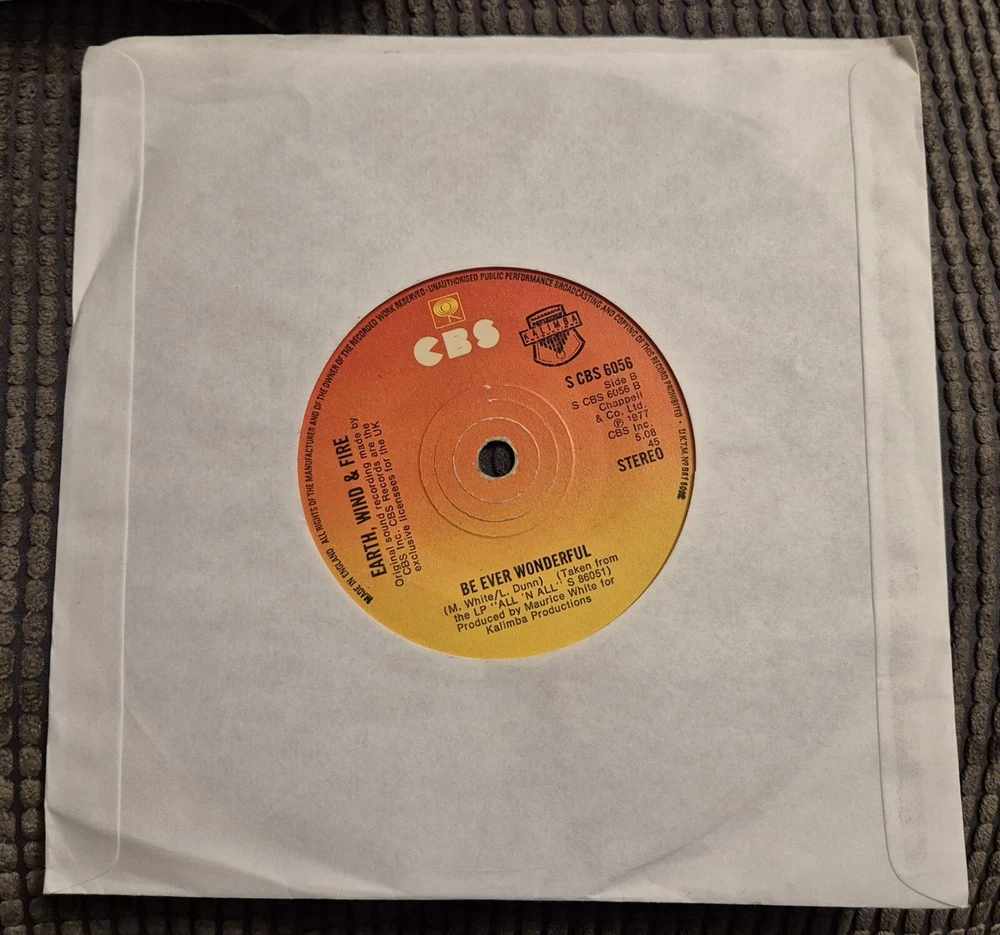 MADE IN ENGLAND ALL RIGHTS OF THE MANUFACTURER AND OF THE OWNER OF THE RECORDED WORK RESERVED · UNAUTHORISED PUBLIC PERFORMANCE BROADCASTING AND COPYING OF THIS RECORD PROHIBITED ·
CBS
KALIMBA
S CBS 6056
Side B
S CBS 6056 B
Chappell
& Co. Ltd.
℗ 1977
CBS Inc.
5.08
45
STEREO
EARTH, WIND & FIRE
Original sound recording made by
CBS Inc. CBS Records are the
exclusive licensees for the UK
BE EVER WONDERFUL
(M. White/L. Dunn) (Taken from
the LP "ALL 'N ALL" S 86051)
Produced by Maurice White for
Kalimba Productions